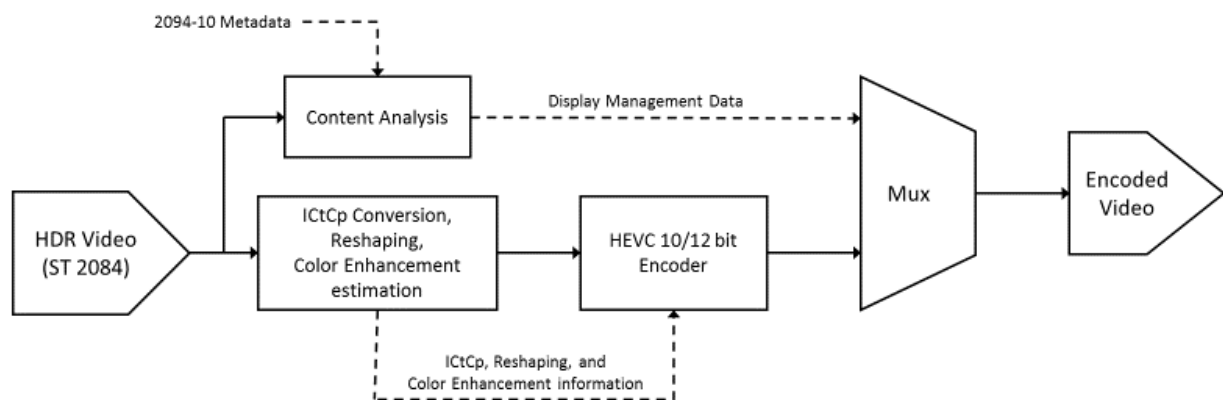 2094-10 Metadata
Content Analysis
Display Management Data
HDR Video
(ST 2084)
ICtCp Conversion,
Reshaping,
Color Enhancement
estimation
HEVC 10/12 bit
Encoder
Mux
Encoded
Video
ICtCp, Reshaping, and
Color Enhancement information